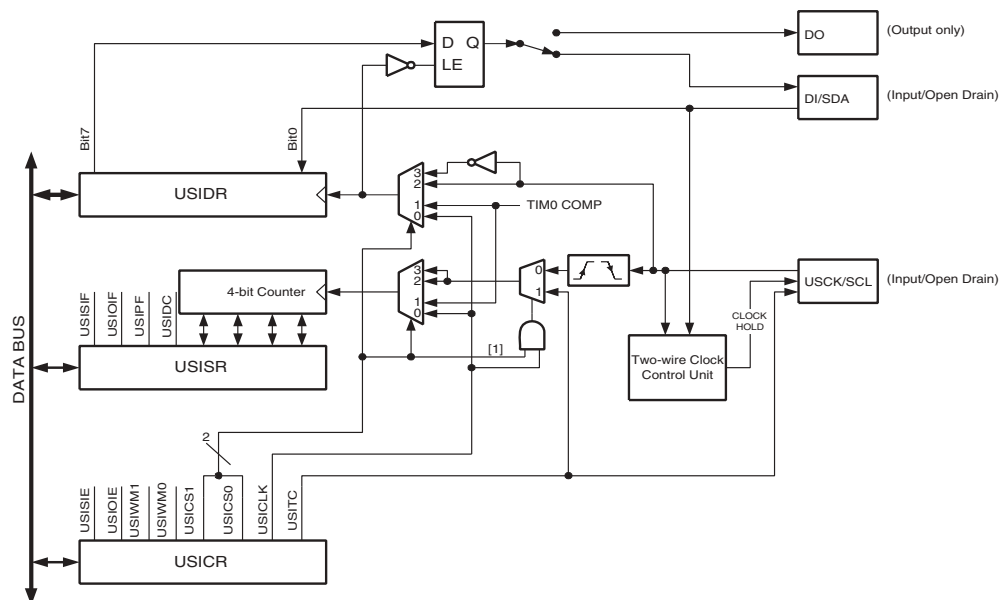 D Q
LE
DO
(Output only)
DI/SDA
(Input/Open Drain)
Bit7
Bit0
USIDR
3
2
1
0
TIM0 COMP
DATA BUS
4-bit Counter
USISIF
USIOIF
USIPF
USIDC
USISR
3
2
1
0
0
1
[1]
USCK/SCL
(Input/Open Drain)
CLOCK
HOLD
Two-wire Clock
Control Unit
2
USISIE
USIOIE
USIWM1
USIWM0
USICS1
USICS0
USICLK
USITC
USICR